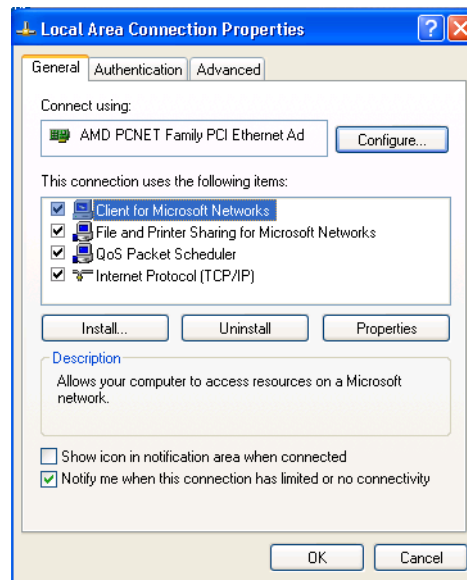 Local Area Connection Properties
General Authentication Advanced
Connect using:
AMD PCNET Family PCI Ethernet Ad
Configure...
This connection uses the following items:
Client for Microsoft Networks
File and Printer Sharing for Microsoft Networks
QoS Packet Scheduler
Internet Protocol (TCP/IP)
Install... Uninstall Properties
Description
Allows your computer to access resources on a Microsoft
network.
Show icon in notification area when connected
Notify me when this connection has limited or no connectivity
OK Cancel